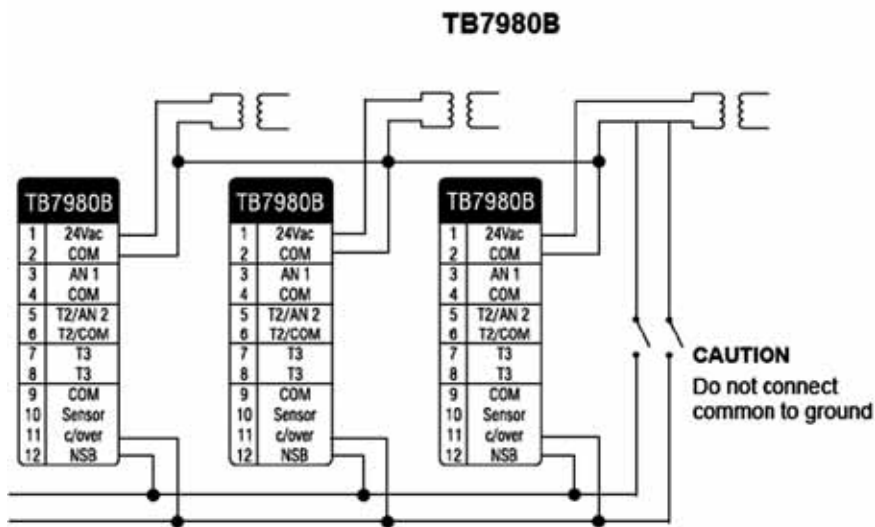 TB7980B
TB7980B
1 24Vac
2 COM
3 AN 1
4 COM
5 T2/AN 2
6 T2/COM
7 T3
8 T3
9 COM
10 Sensor
11 c/over
12 NSB
TB7980B
1 24Vac
2 COM
3 AN 1
4 COM
5 T2/AN 2
6 T2/COM
7 T3
8 T3
9 COM
10 Sensor
11 c/over
12 NSB
TB7980B
1 24Vac
2 COM
3 AN 1
4 COM
5 T2/AN 2
6 T2/COM
7 T3
8 T3
9 COM
10 Sensor
11 c/over
12 NSB
CAUTION
Do not connect
common to ground